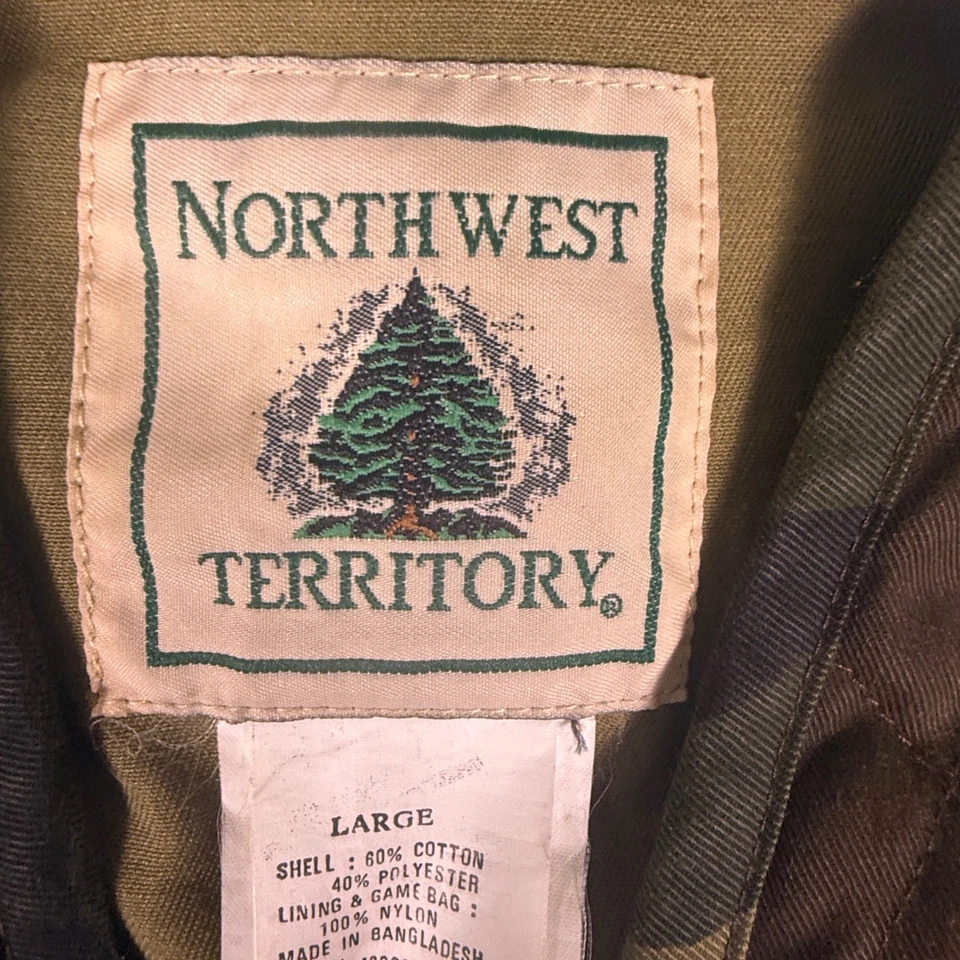 NORTHWEST
TERRITORY®
LARGE
SHELL : 60% COTTON
40% POLYESTER
LINING & GAME BAG :
100% NYLON
MADE IN BANGLADESH